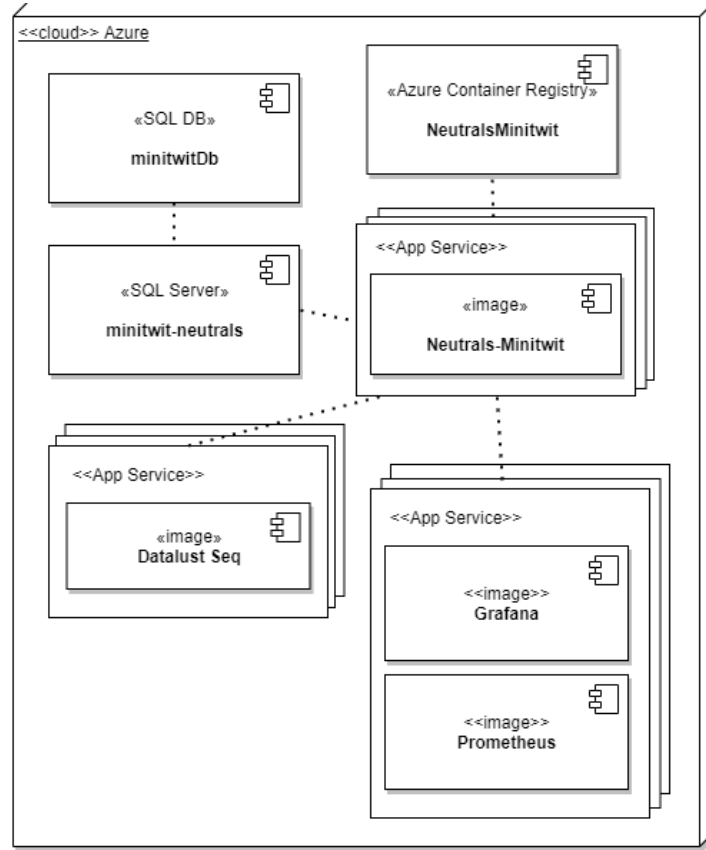 <<cloud>> Azure
«SQL DB»
minitwitDb
«Azure Container Registry»
NeutralsMinitwit
«SQL Server»
minitwit-neutrals
<<App Service>>
«image»
Neutrals-Minitwit
<<App Service>>
«image»
Datalust Seq
<<App Service>>
<<image>>
Grafana
<<image>>
Prometheus